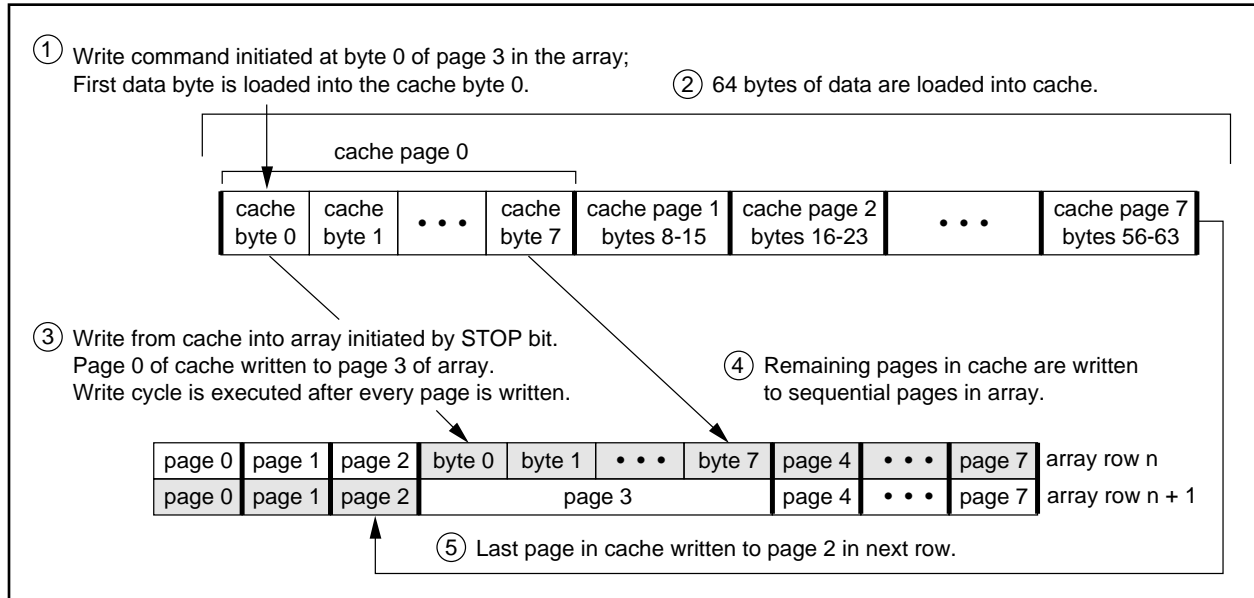 ① Write command initiated at byte 0 of page 3 in the array;
First data byte is loaded into the cache byte 0.
② 64 bytes of data are loaded into cache.
cache page 0
cache byte 0
cache byte 1
• • •
cache byte 7
cache page 1 bytes 8-15
cache page 2 bytes 16-23
• • •
cache page 7 bytes 56-63
③ Write from cache into array initiated by STOP bit.
Page 0 of cache written to page 3 of array.
Write cycle is executed after every page is written.
④ Remaining pages in cache are written
to sequential pages in array.
page 0 page 1 page 2 byte 0 byte 1 • • • byte 7 page 4 • • • page 7 array row n
page 0 page 1 page 2 page 3 page 4 • • • page 7 array row n + 1
⑤ Last page in cache written to page 2 in next row.